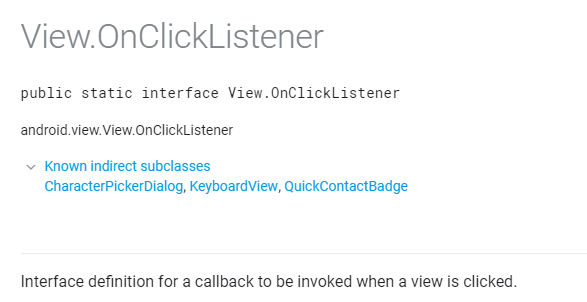 View.OnClickListener
public static interface View.OnClickListener
android.view.View.OnClickListener
Known indirect subclasses
CharacterPickerDialog, KeyboardView, QuickContactBadge
Interface definition for a callback to be invoked when a view is clicked.